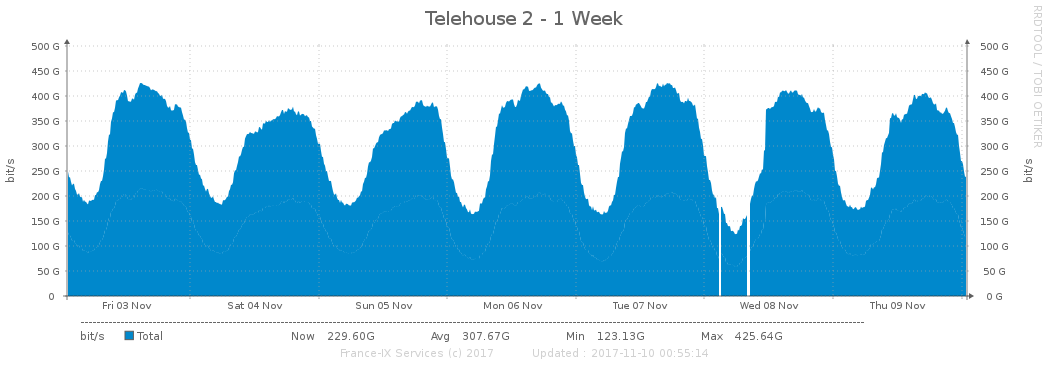 Telehouse 2 - 1 Week
RRDTOOL / TOBI OETIKER
bit/s
500 G
450 G
400 G
350 G
300 G
250 G
200 G
150 G
100 G
50 G
0
500 G
450 G
400 G
350 G
300 G
250 G
200 G
150 G
100 G
50 G
0 G
bit/s
Fri 03 Nov Sat 04 Nov Sun 05 Nov Mon 06 Nov Tue 07 Nov Wed 08 Nov Thu 09 Nov
bit/s Total Now 229.60G Avg 307.67G Min 123.13G Max 425.64G
France-IX Services (c) 2017 Updated : 2017-11-10 00:55:14